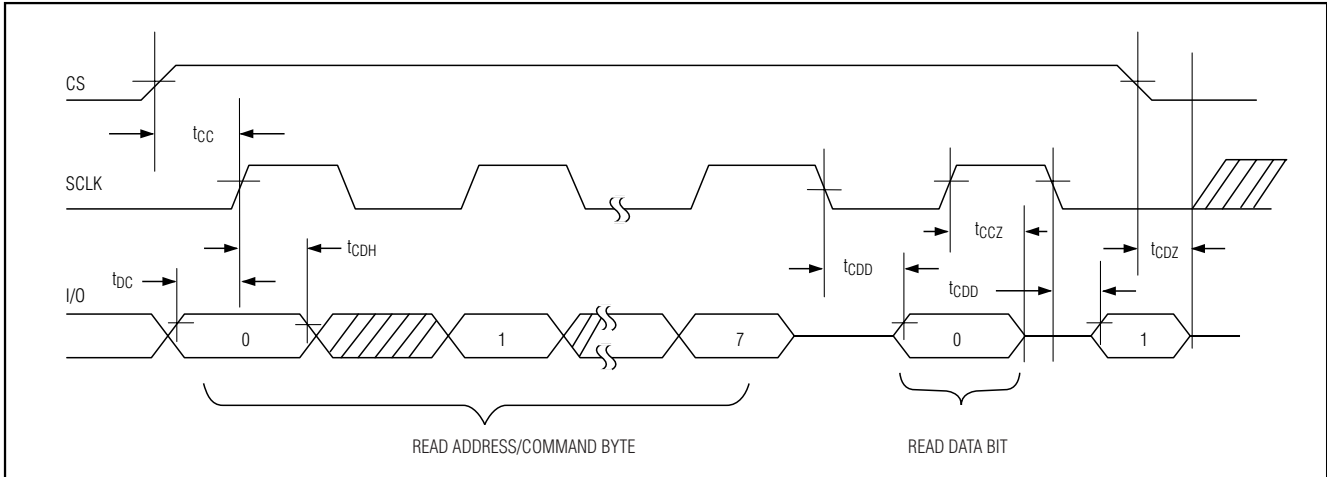 CS
tCC
SCLK
tCDH tCCZ tCDZ
tDC tCDD tCDD
I/O
0 1 7 0 1
READ ADDRESS/COMMAND BYTE READ DATA BIT